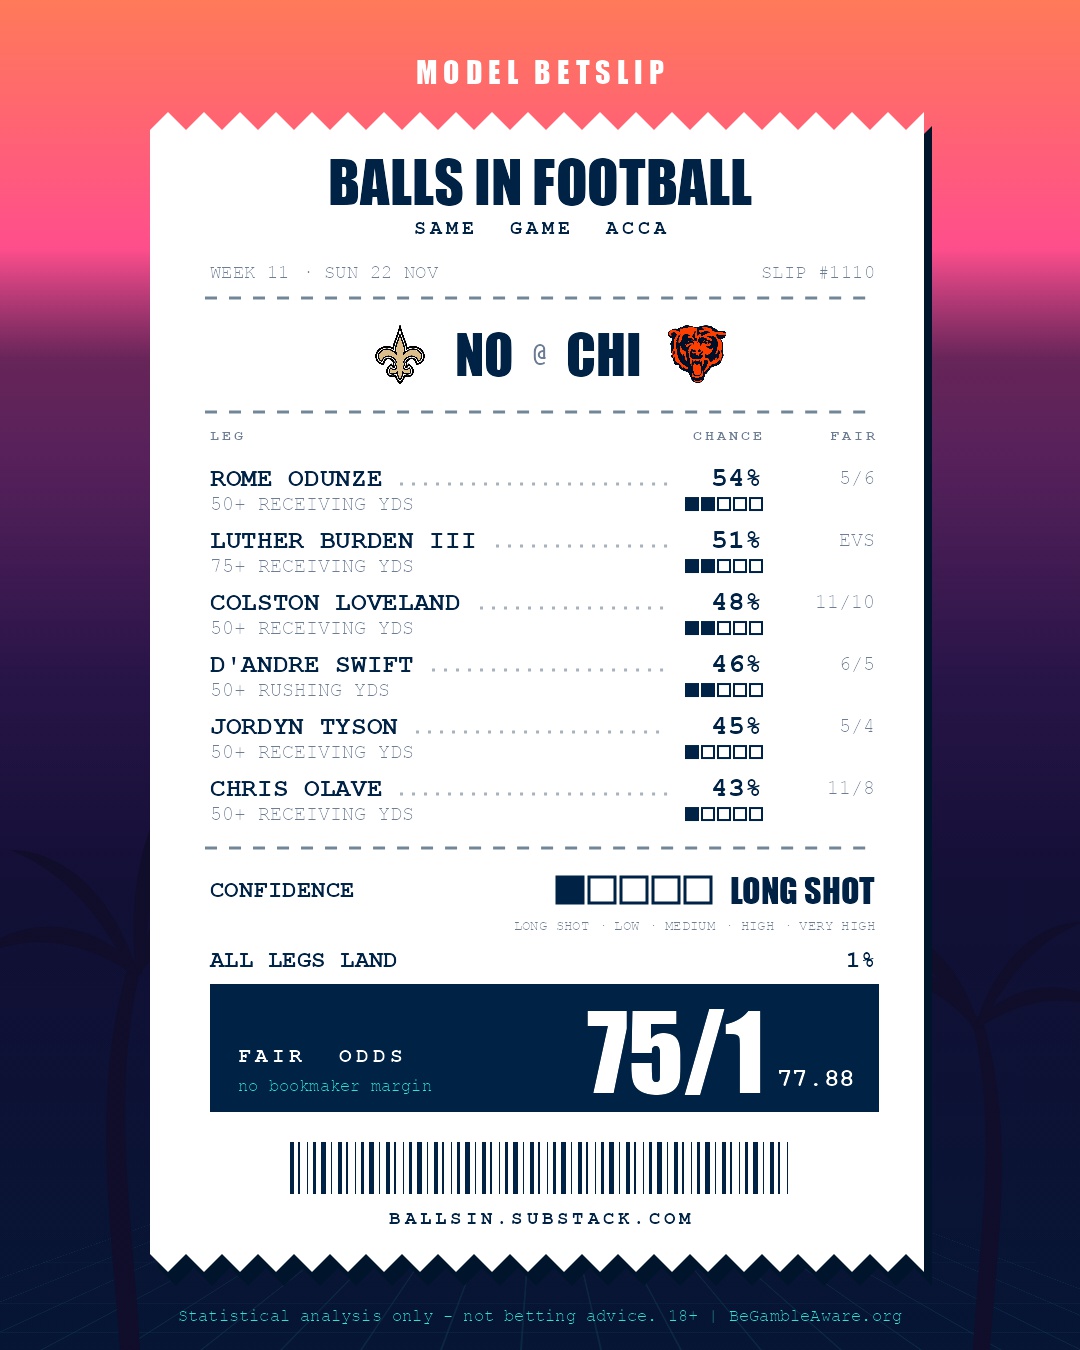 MODEL BETSLIP
BALLS IN FOOTBALL
SAME GAME ACCA
WEEK 11 · SUN 22 NOV SLIP #1110
NO @ CHI
LEG CHANCE FAIR
ROME ODUNZE ........................ 54% 5/6
50+ RECEIVING YDS
LUTHER BURDEN III ................ 51% EVS
75+ RECEIVING YDS
COLSTON LOVELAND ................. 48% 11/10
50+ RECEIVING YDS
D'ANDRE SWIFT ..................... 46% 6/5
50+ RUSHING YDS
JORDYN TYSON ...................... 45% 5/4
50+ RECEIVING YDS
CHRIS OLAVE ........................ 43% 11/8
50+ RECEIVING YDS
CONFIDENCE LONG SHOT
LONG SHOT · LOW · MEDIUM · HIGH · VERY HIGH
ALL LEGS LAND 1%
FAIR ODDS 75/1 77.88
no bookmaker margin
BALLSIN.SUBSTACK.COM
Statistical analysis only - not betting advice. 18+ | BeGambleAware.org